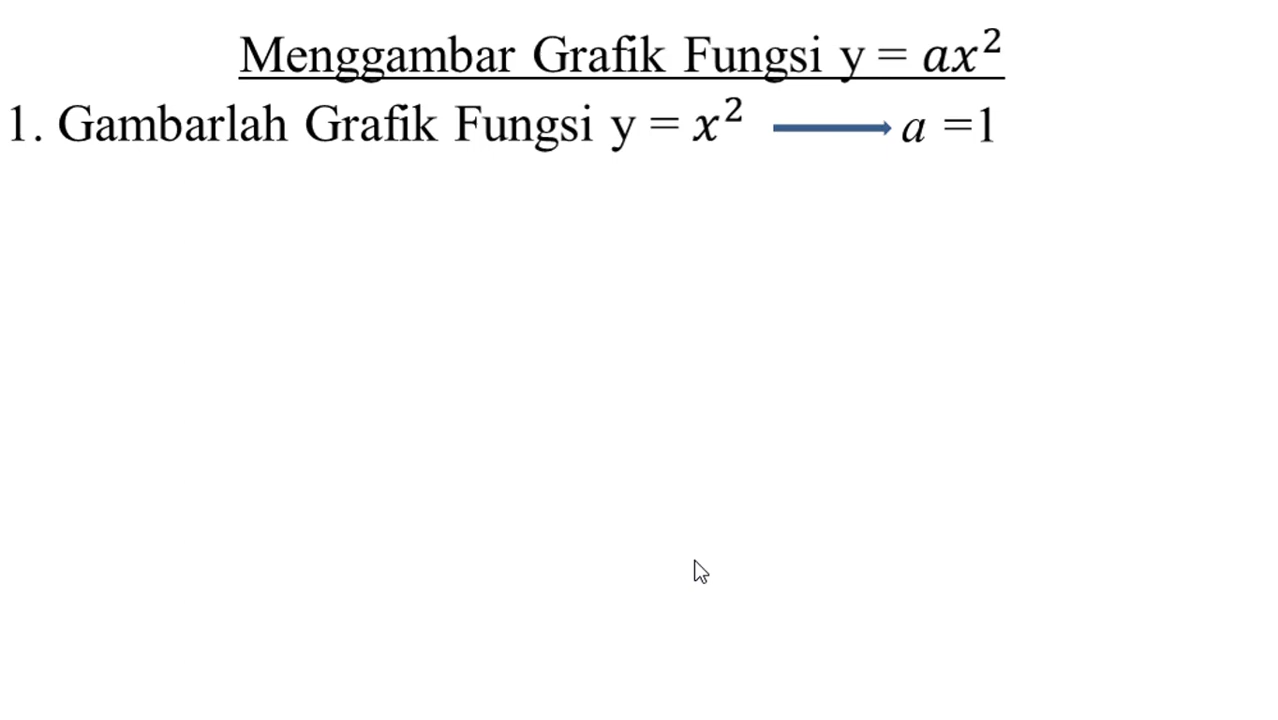 Menggambar Grafik Fungsi y = ax²
1. Gambarlah Grafik Fungsi y = x² ⟶ a =1